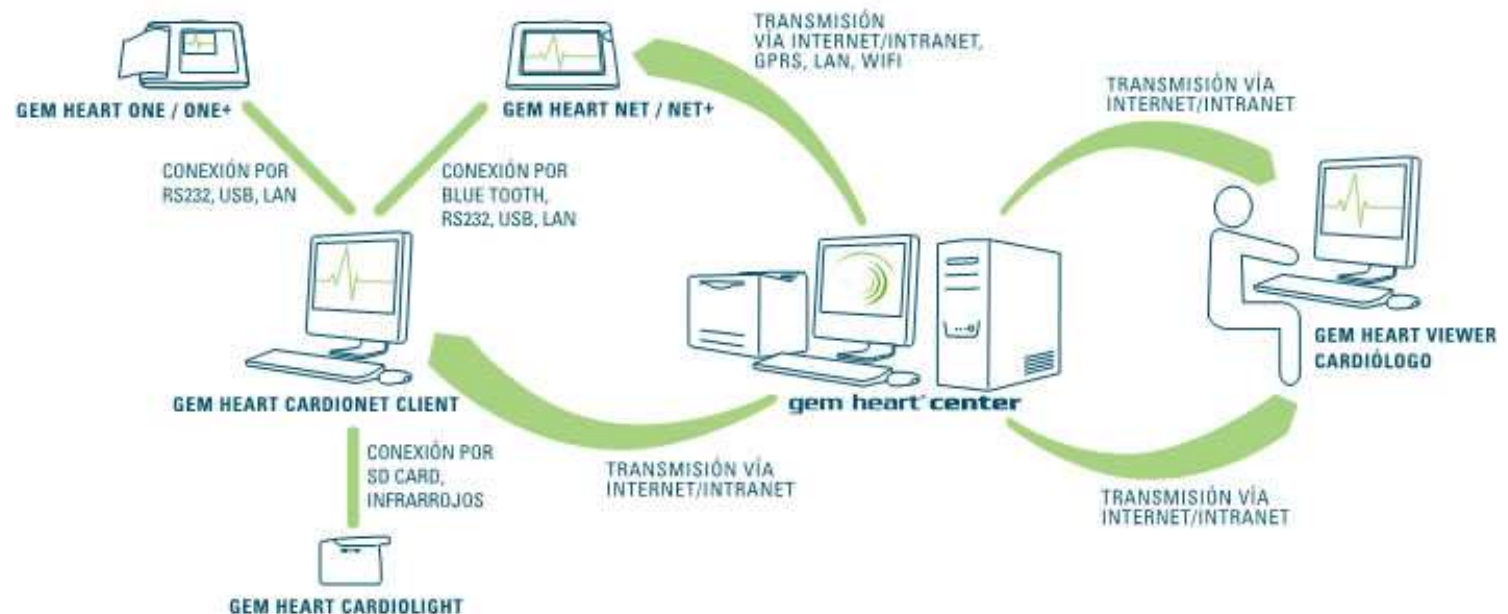 TRANSMISIÓN
VÍA INTERNET/INTRANET,
GPRS, LAN, WIFI
GEM HEART ONE / ONE+
GEM HEART NET / NET+
TRANSMISIÓN VÍA
INTERNET/INTRANET
CONEXIÓN POR
RS232, USB, LAN
CONEXIÓN POR
BLUE TOOTH,
RS232, USB, LAN
GEM HEART VIEWER
CARDIÓLOGO
GEM HEART CARDIONET CLIENT
gem heart° center
CONEXIÓN POR
SD CARD,
INFRARROJOS
TRANSMISIÓN VÍA
INTERNET/INTRANET
TRANSMISIÓN VÍA
INTERNET/INTRANET
GEM HEART CARDIOLIGHT